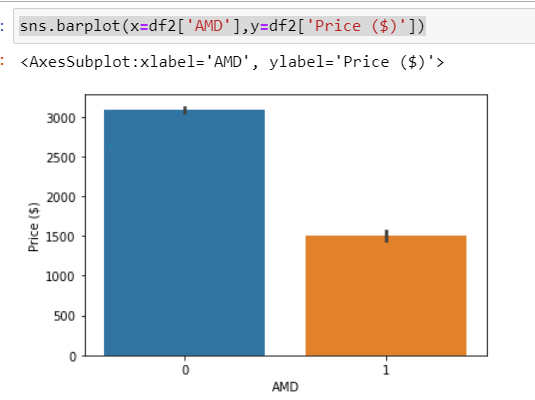 : sns.barplot(x=df2['AMD'],y=df2['Price ($)'])
: <AxesSubplot:xlabel='AMD', ylabel='Price ($)'>
3000
2500
2000
1500
1000
500
0
Price ($)
0 1
AMD